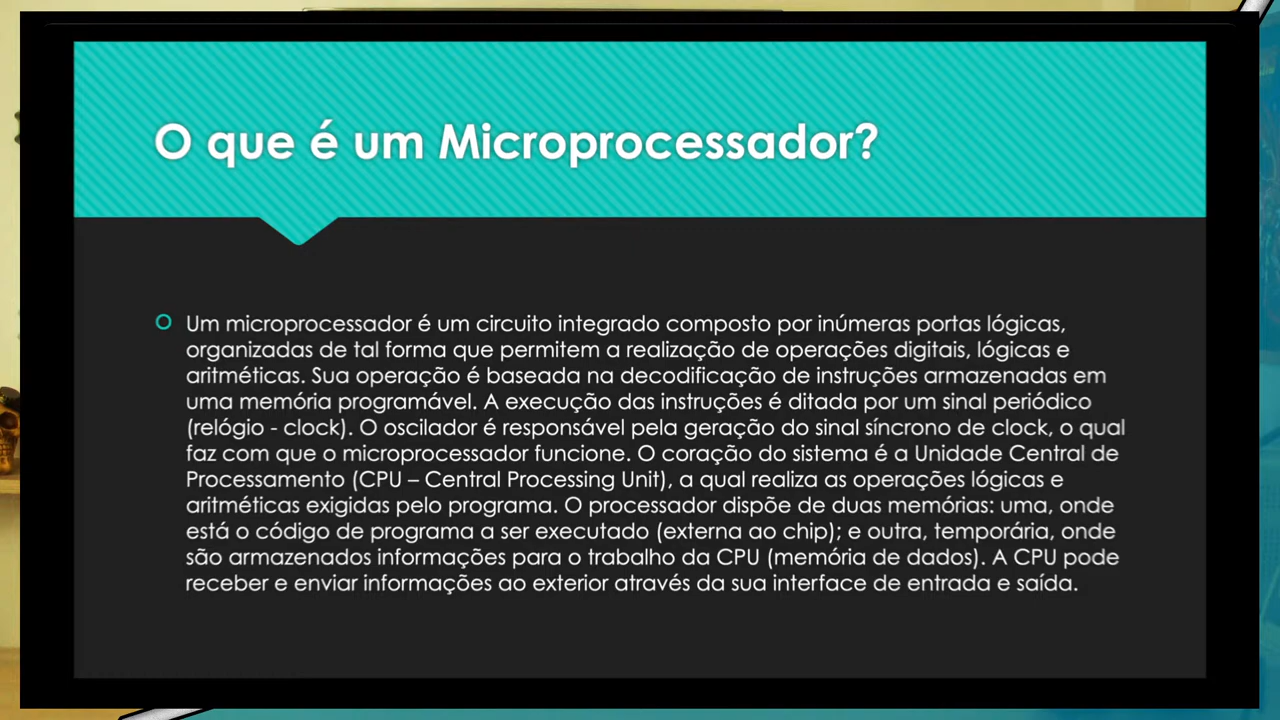 O que é um Microprocessador?
Um microprocessador é um circuito integrado composto por inúmeras portas lógicas,
organizadas de tal forma que permitem a realização de operações digitais, lógicas e
aritméticas. Sua operação é baseada na decodificação de instruções armazenadas em
uma memória programável. A execução das instruções é ditada por um sinal periódico
(relógio - clock). O oscilador é responsável pela geração do sinal síncrono de clock, o qual
faz com que o microprocessador funcione. O coração do sistema é a Unidade Central de
Processamento (CPU – Central Processing Unit), a qual realiza as operações lógicas e
aritméticas exigidas pelo programa. O processador dispõe de duas memórias: uma, onde
está o código de programa a ser executado (externa ao chip); e outra, temporária, onde
são armazenados informações para o trabalho da CPU (memória de dados). A CPU pode
receber e enviar informações ao exterior através da sua interface de entrada e saída.